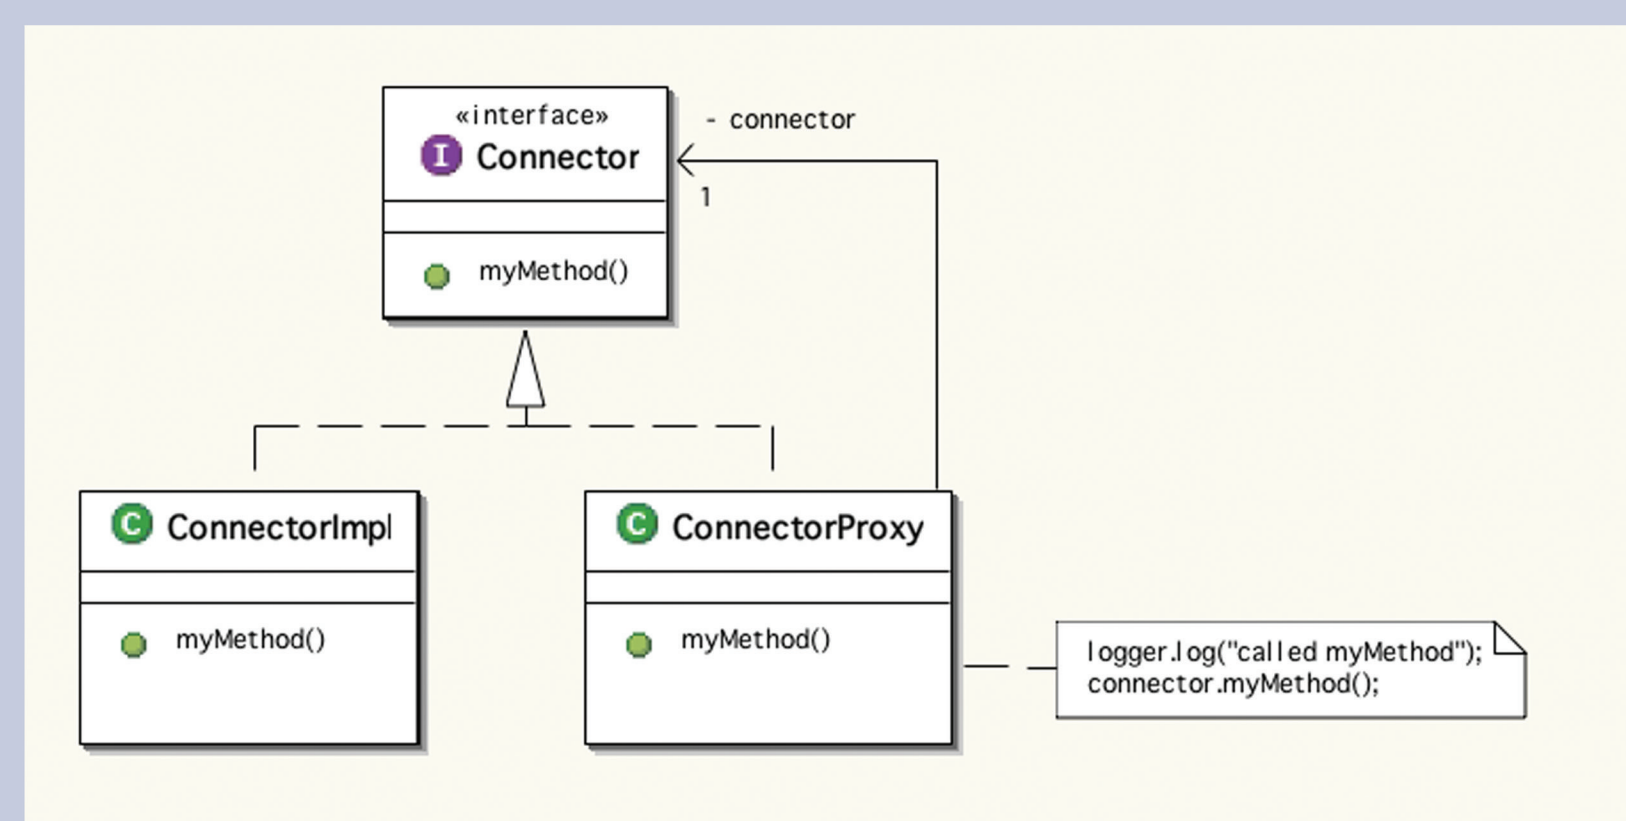 «interface»
I Connector
- connector
1
myMethod()
C ConnectorImpl
myMethod()
C ConnectorProxy
myMethod()
logger.log("called myMethod");
connector.myMethod();